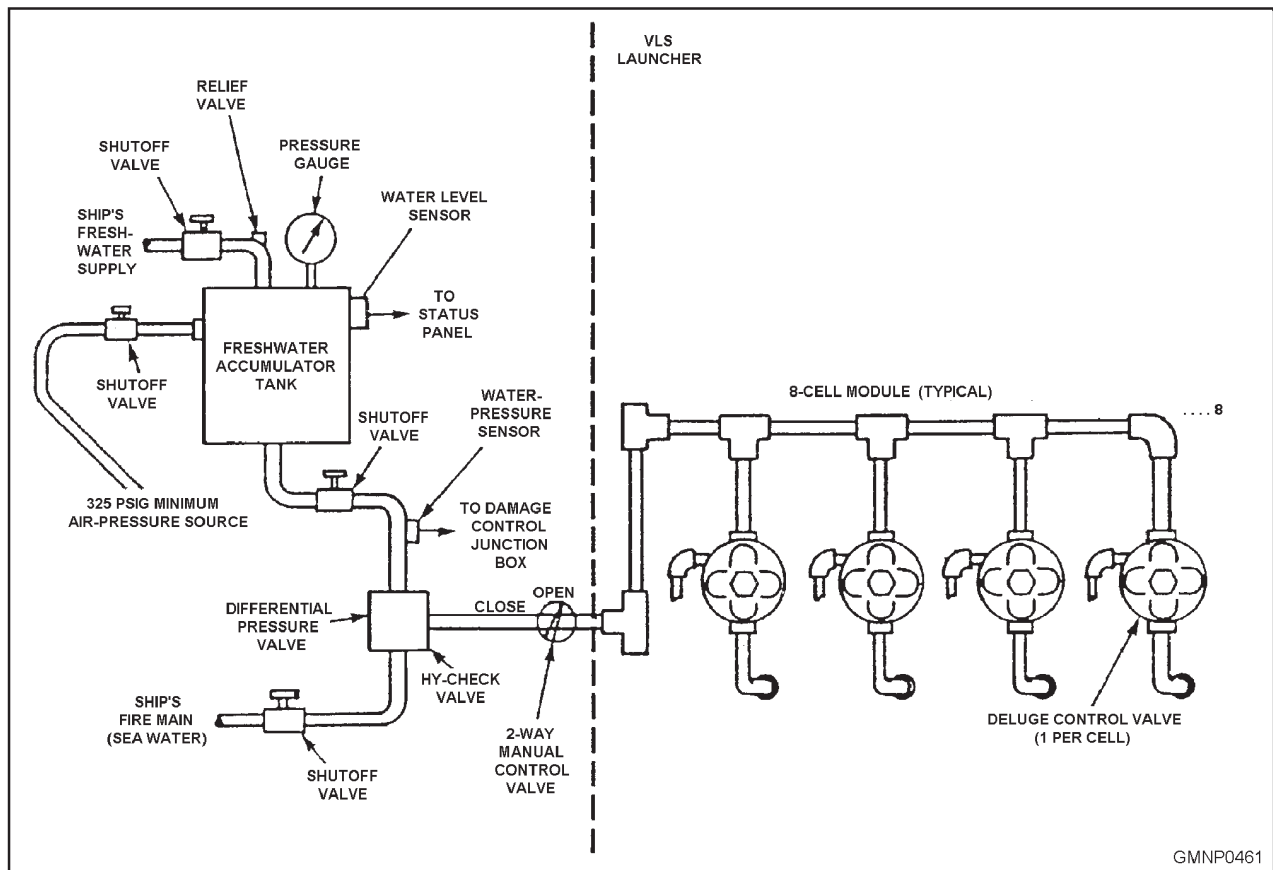 VLS
LAUNCHER
RELIEF
VALVE
SHUTOFF
VALVE
PRESSURE
GAUGE
WATER LEVEL
SENSOR
SHIP'S
FRESH-
WATER
SUPPLY
TO
STATUS
PANEL
FRESHWATER
ACCUMULATOR
TANK
SHUTOFF
VALVE
325 PSIG MINIMUM
AIR-PRESSURE SOURCE
SHUTOFF
VALVE
WATER-
PRESSURE
SENSOR
TO DAMAGE
CONTROL
JUNCTION
BOX
8-CELL MODULE (TYPICAL)
.... 8
DIFFERENTIAL
PRESSURE
VALVE
CLOSE
OPEN
HY-CHECK
VALVE
SHIP'S
FIRE MAIN
(SEA WATER)
SHUTOFF
VALVE
2-WAY
MANUAL
CONTROL
VALVE
DELUGE CONTROL VALVE
(1 PER CELL)
GMNP0461